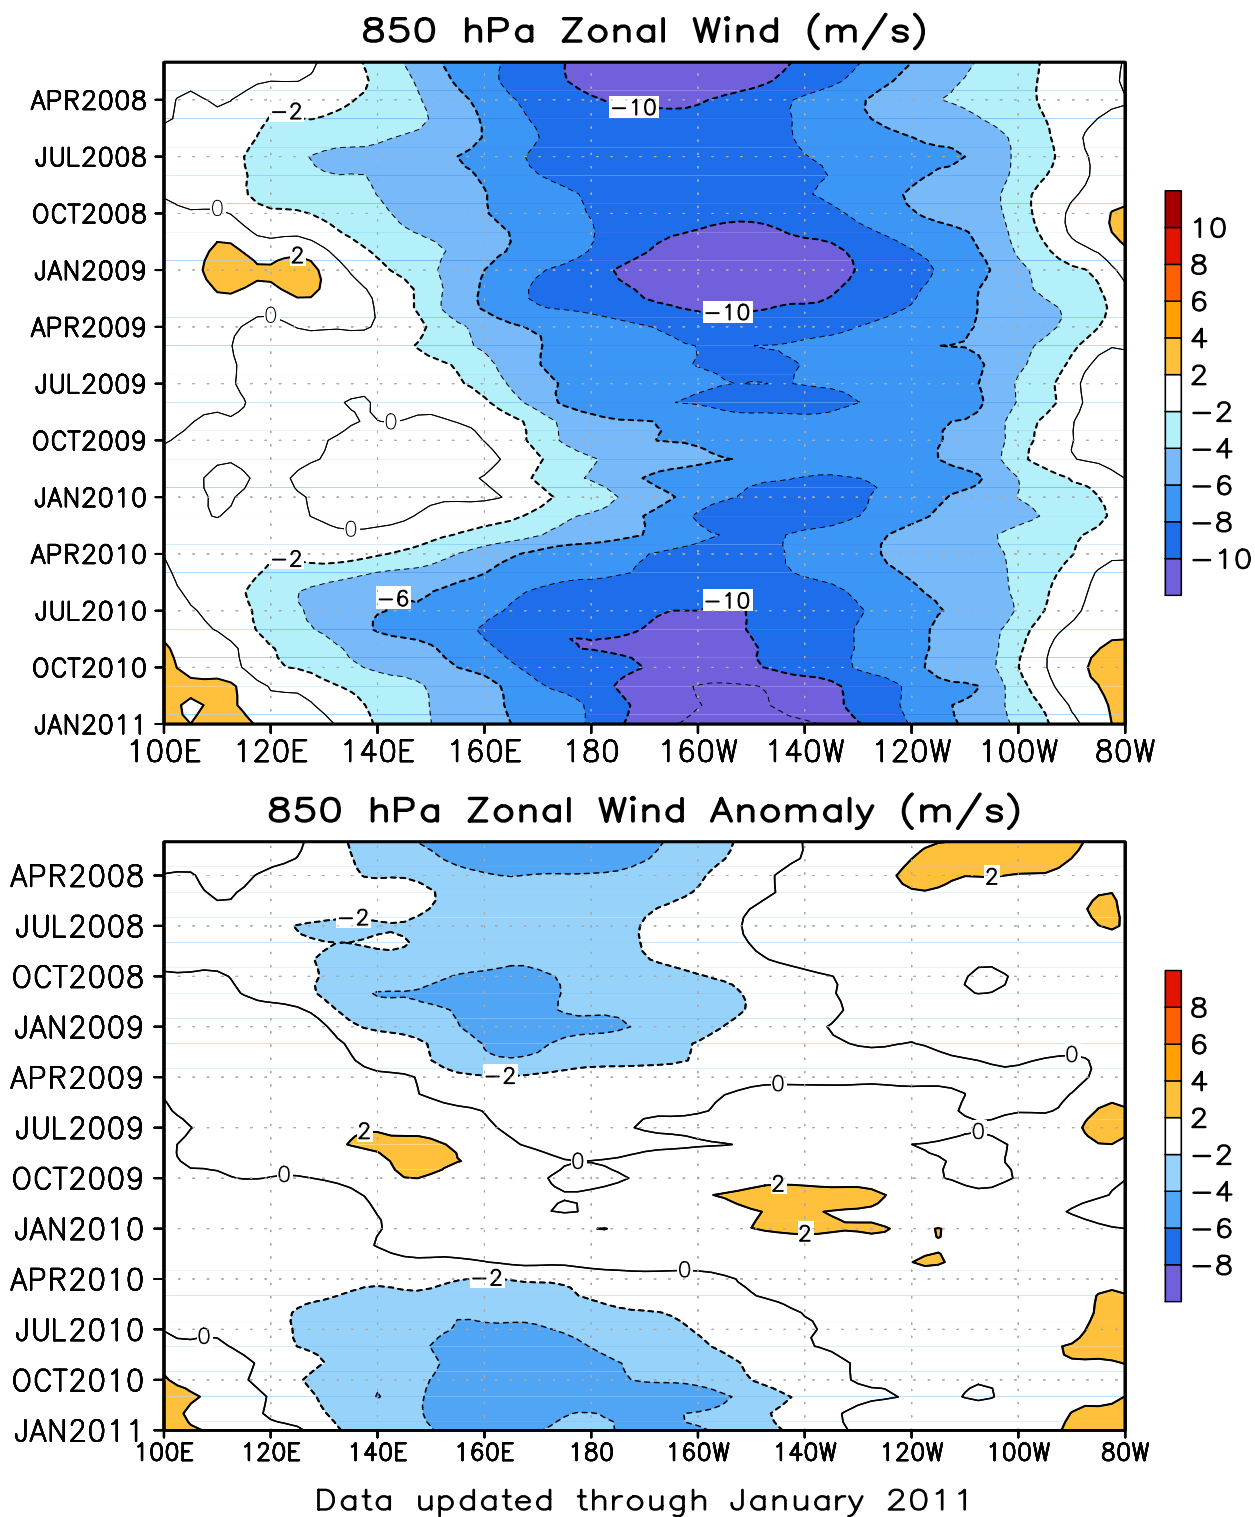 850 hPa Zonal Wind (m/s)
APR2008
JUL2008
OCT2008
JAN2009
APR2009
JUL2009
OCT2009
JAN2010
APR2010
JUL2010
OCT2010
JAN2011
-2
-10
0
2
0
-10
0
0
-2
-6
-10
100E 120E 140E 160E 180 160W 140W 120W 100W 80W
10
8
6
4
2
-2
-4
-6
-8
-10
850 hPa Zonal Wind Anomaly (m/s)
APR2008
JUL2008
OCT2008
JAN2009
APR2009
JUL2009
OCT2009
JAN2010
APR2010
JUL2010
OCT2010
JAN2011
2
-2
0
-2
0
2
0
0
0
2
2
0
-2
0
100E 120E 140E 160E 180 160W 140W 120W 100W 80W
8
6
4
2
-2
-4
-6
-8
Data updated through January 2011